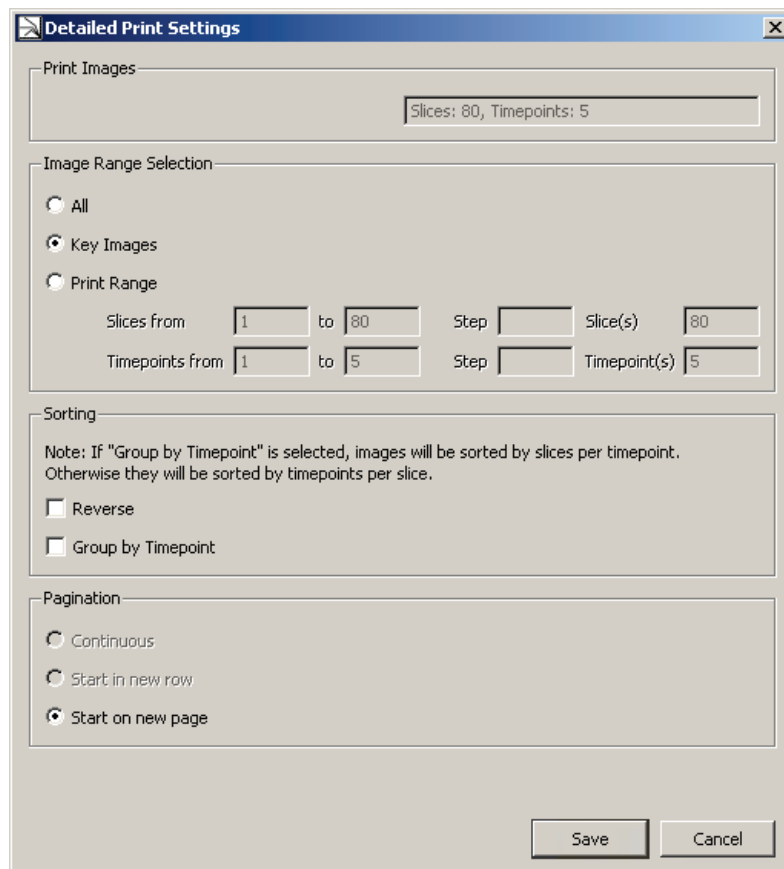 Detailed Print Settings
Print Images
Slices: 80, Timepoints: 5
Image Range Selection
All
Key Images
Print Range
Slices from 1 to 80 Step Slice(s) 80
Timepoints from 1 to 5 Step Timepoint(s) 5
Sorting
Note: If "Group by Timepoint" is selected, images will be sorted by slices per timepoint.
Otherwise they will be sorted by timepoints per slice.
Reverse
Group by Timepoint
Pagination
Continuous
Start in new row
Start on new page
Save Cancel